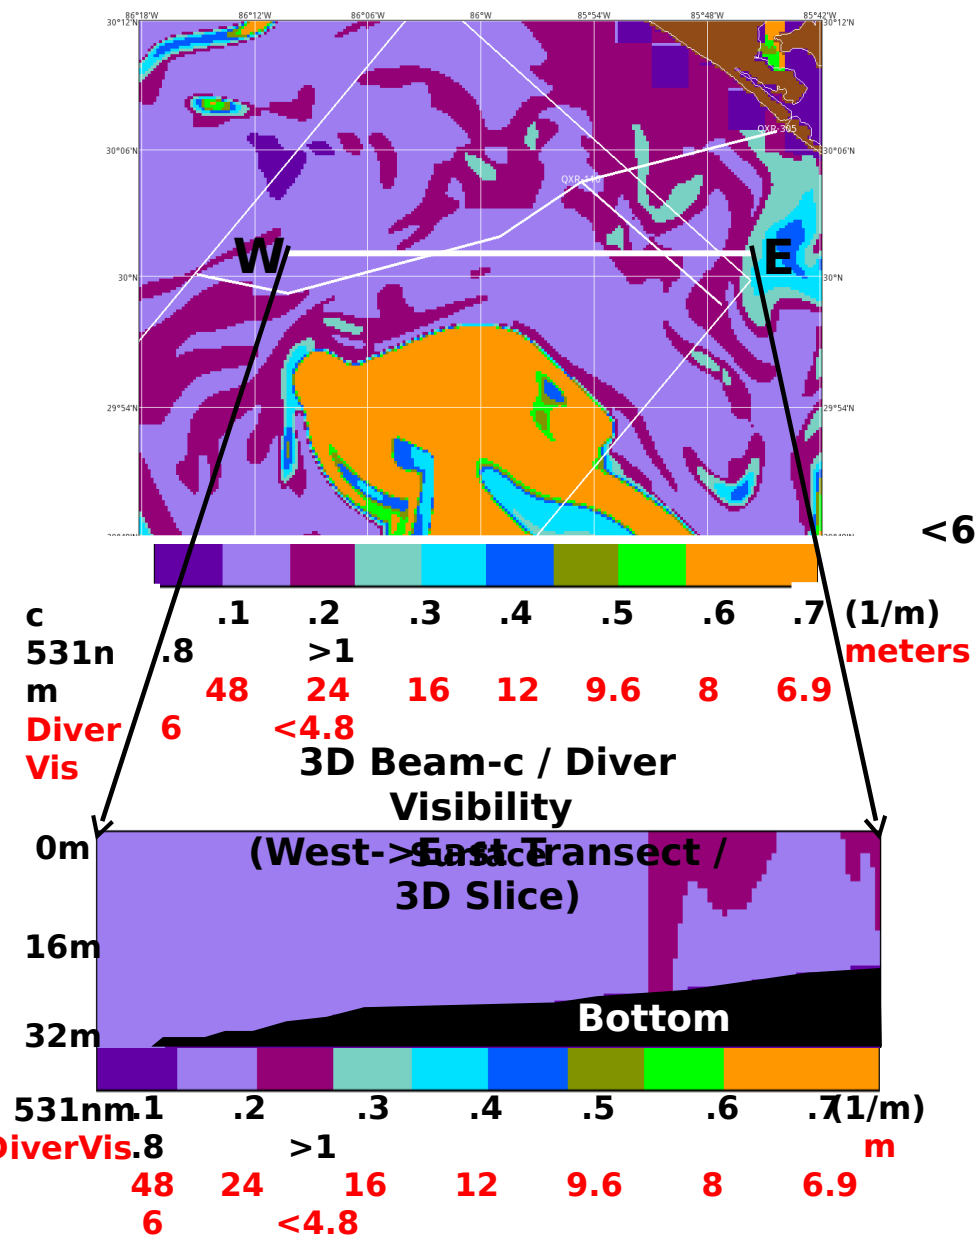 86°18'W 86°12'W 86°06'W 86°W 85°54'W 85°48'W 85°42'W
30°12'N 30°12'N
QXR-305
30°06'N 30°06'N
W E
30°N 30°N
29°54'N 29°54'N
<6
c .1 .2 .3 .4 .5 .6 .7 (1/m)
531n .8 >1 meters
m 48 24 16 12 9.6 8 6.9
Diver 6 <4.8
Vis
3D Beam-c / Diver
Visibility
(West->East Transect /
Surface
3D Slice)
0m
16m
32m
Bottom
531nm .1 .2 .3 .4 .5 .6 .7 (1/m)
DiverVis .8 >1 m
48 24 16 12 9.6 8 6.9
6 <4.8